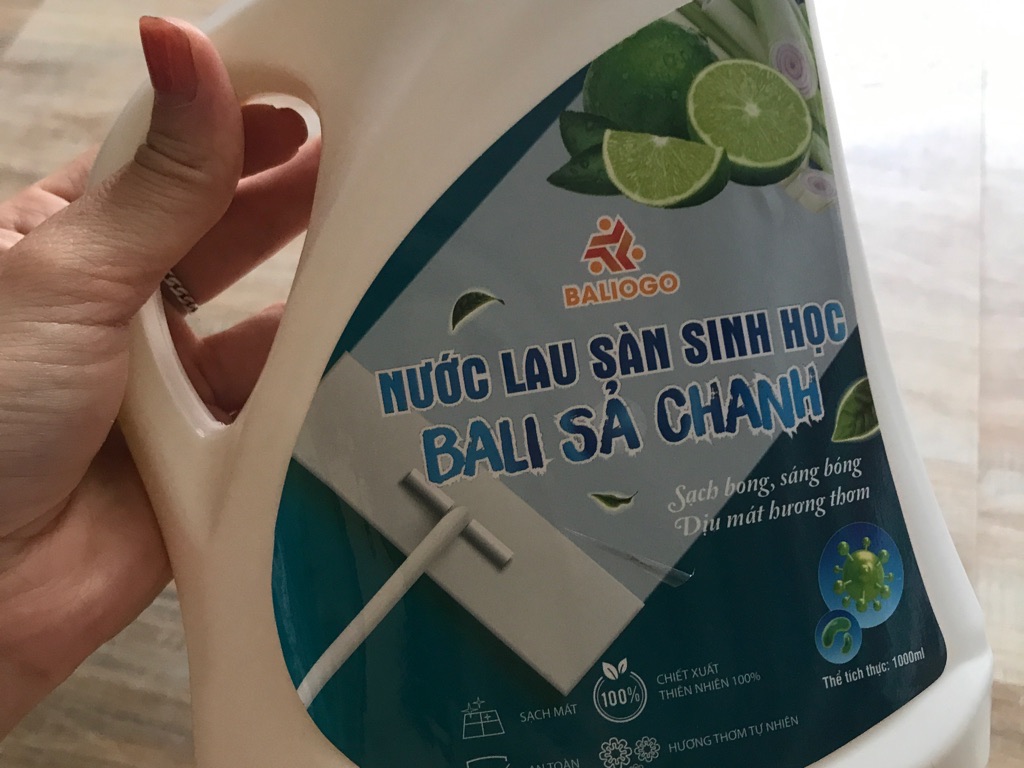 BALIOGO
NƯỚC LAU SÀN SINH HỌC
BALI SẢ CHANH
Sạch bong, sáng bóng
Dịu mát hương thơm
Thể tích thực: 1000ml
SẠCH MÁT
100%
CHIẾT XUẤT
THIÊN NHIÊN 100%
HƯƠNG THƠM TỰ NHIÊN
TOÀN